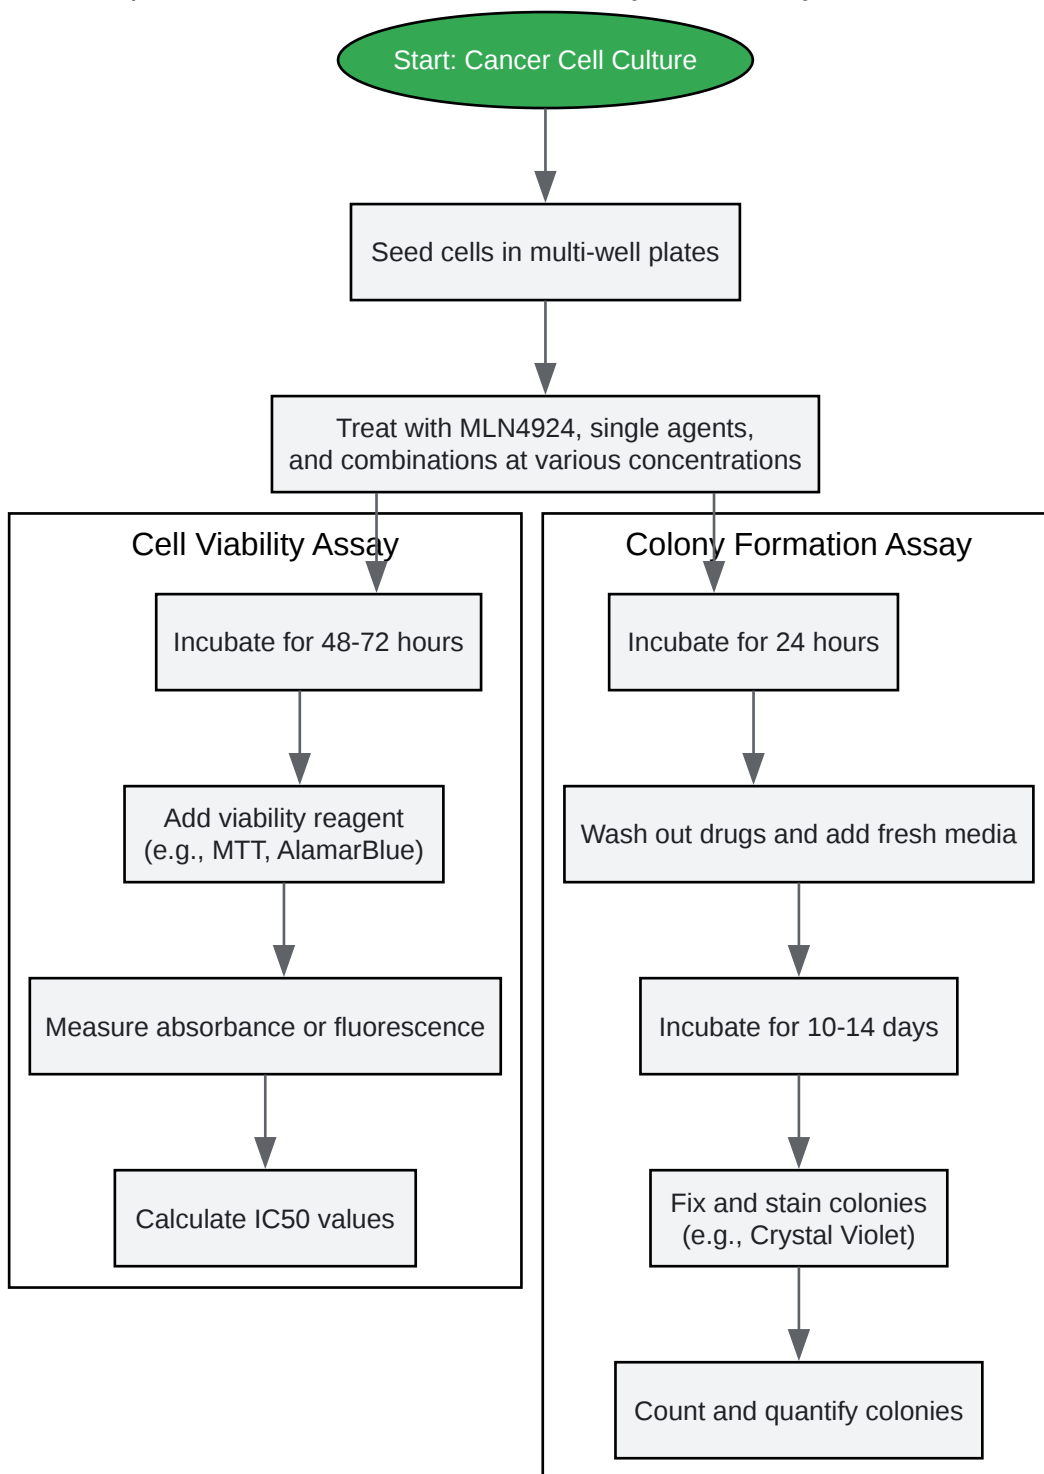 Start: Cancer Cell Culture
Seed cells in multi-well plates
Treat with MLN4924, single agents,
and combinations at various concentrations
Cell Viability Assay
Incubate for 48-72 hours
Add viability reagent
(e.g., MTT, AlamarBlue)
Measure absorbance or fluorescence
Calculate IC50 values
Colony Formation Assay
Incubate for 24 hours
Wash out drugs and add fresh media
Incubate for 10-14 days
Fix and stain colonies
(e.g., Crystal Violet)
Count and quantify colonies